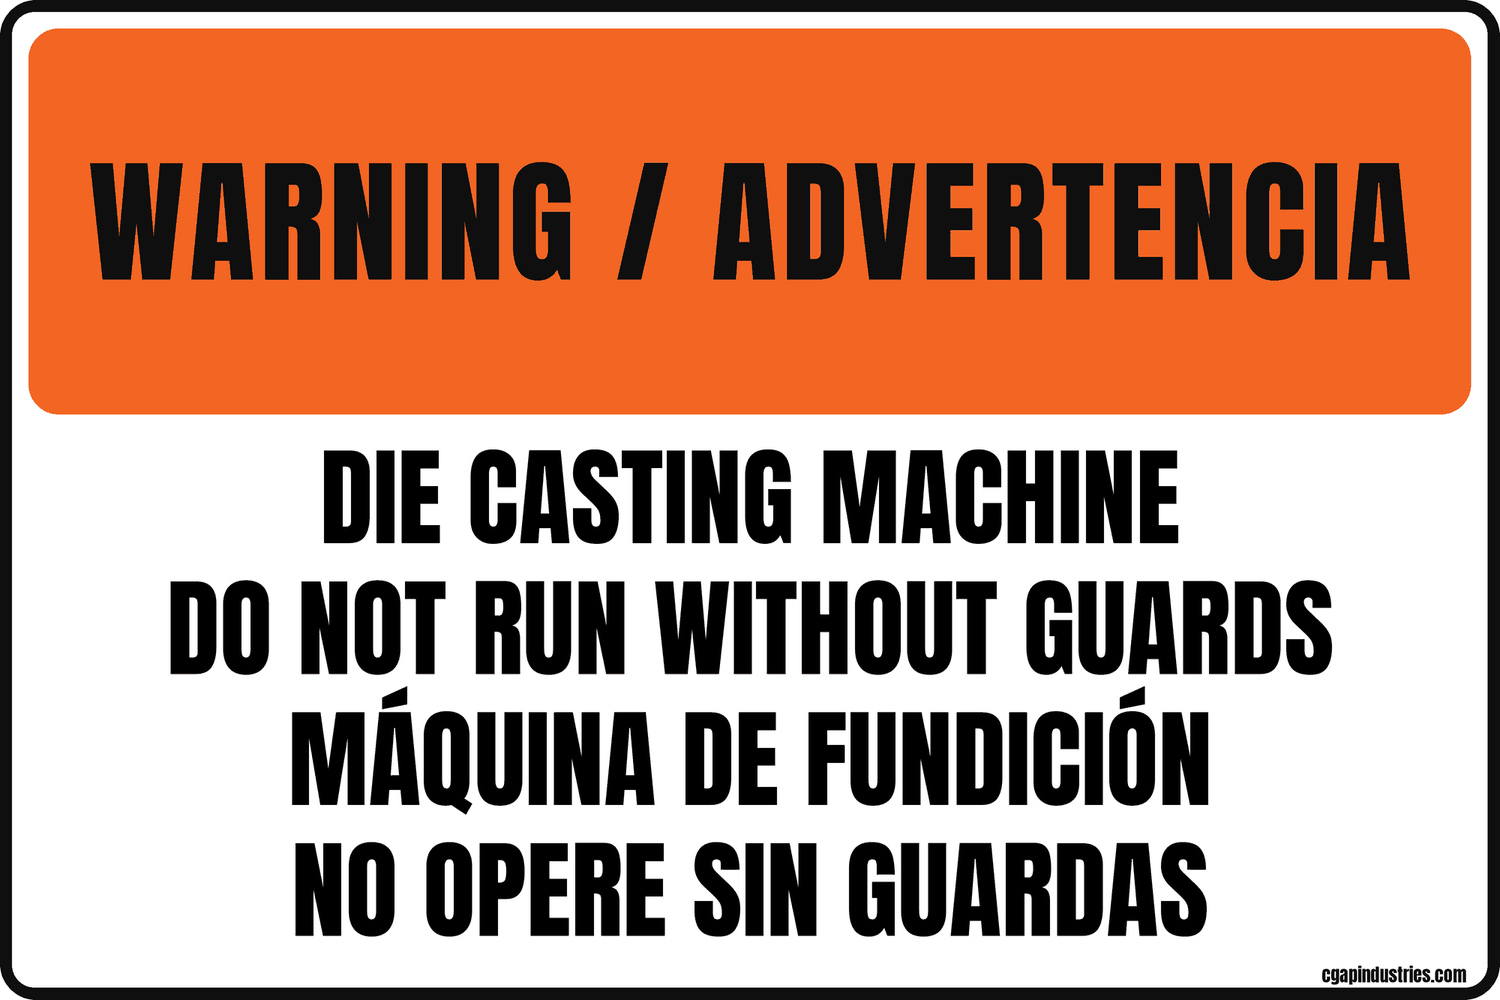 WARNING / ADVERTENCIA
DIE CASTING MACHINE
DO NOT RUN WITHOUT GUARDS
MÁQUINA DE FUNDICIÓN
NO OPERE SIN GUARDAS
cgapindustries.com